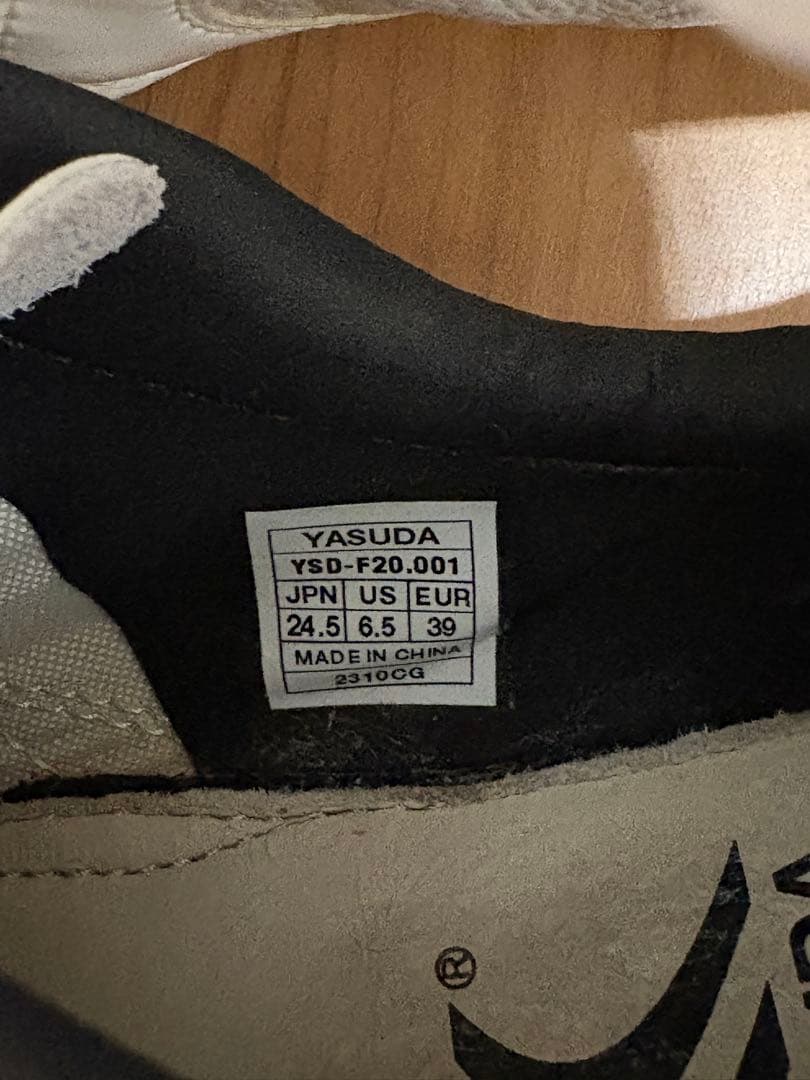 YASUDA
YSD-F20.001
JPN US EUR
24.5 6.5 39
MADE IN CHINA
2310CG
®